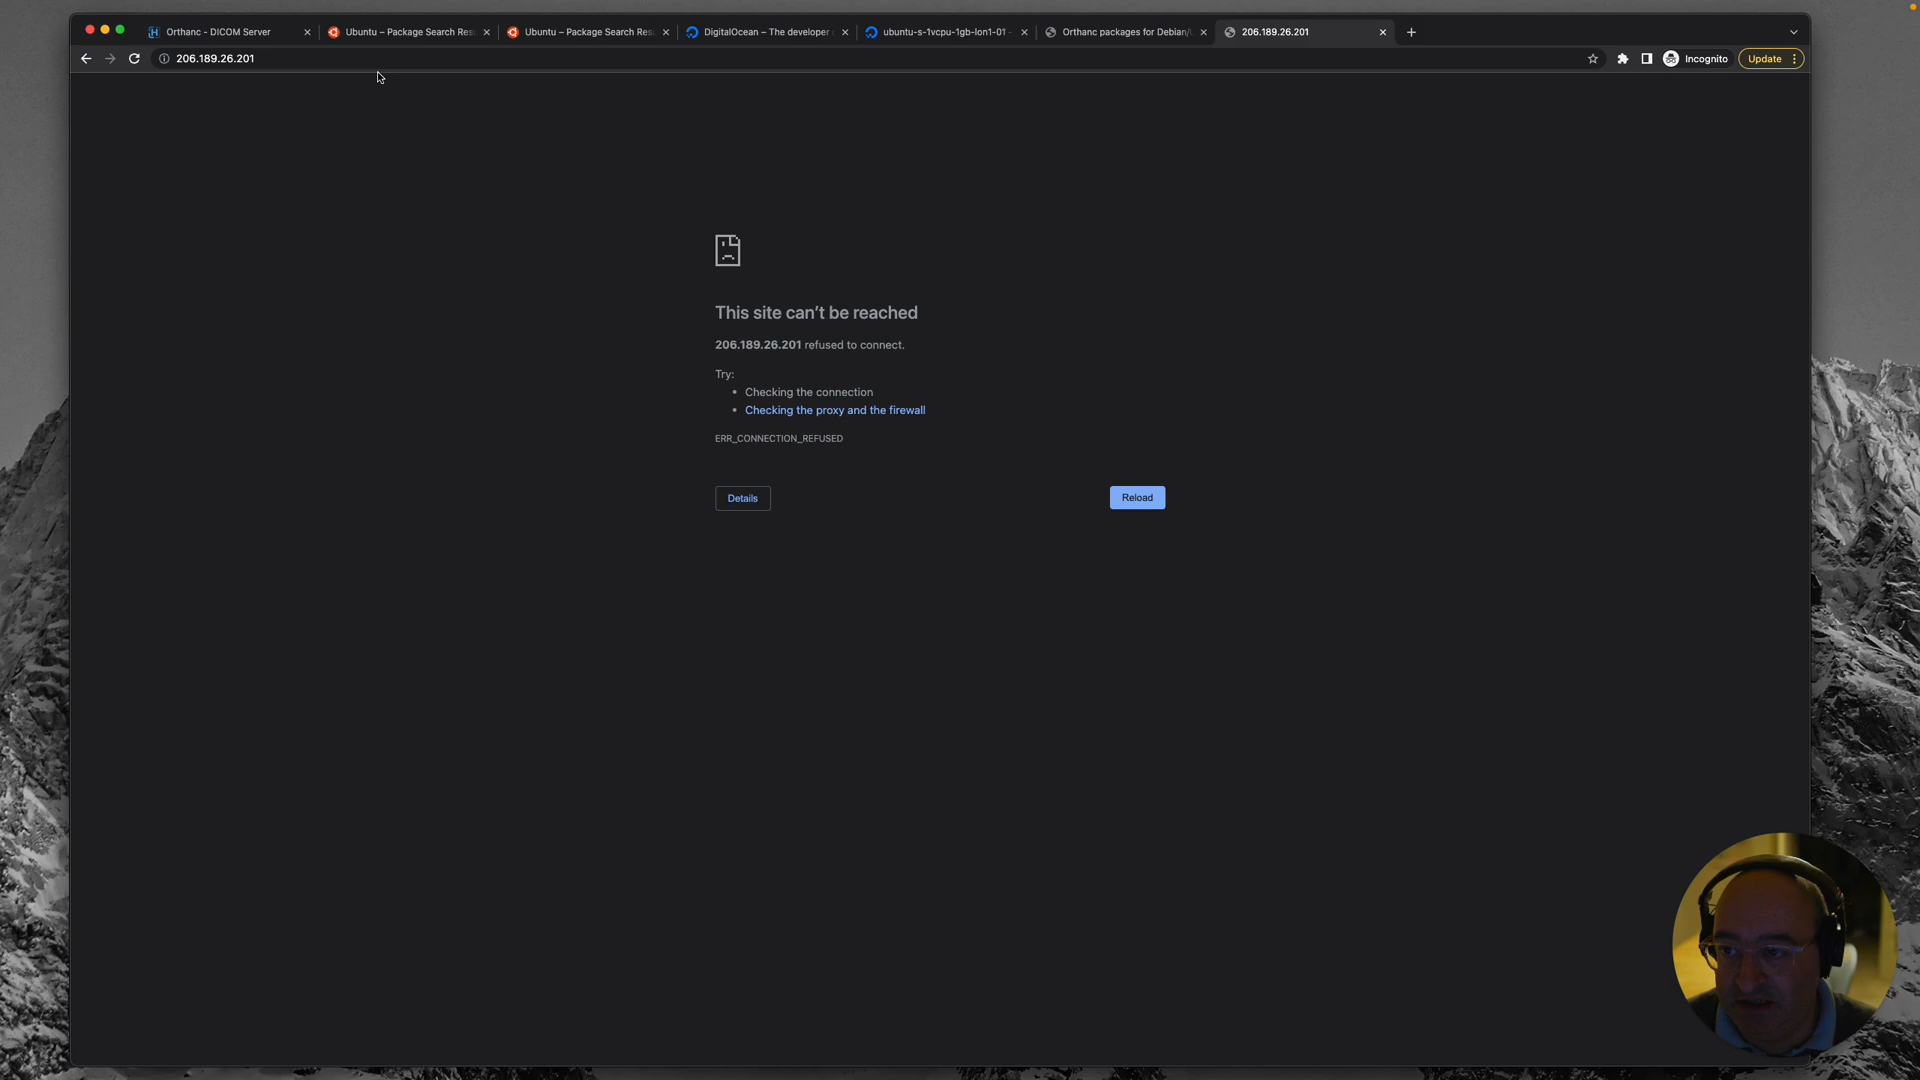 Orthanc - DICOM Server
Ubuntu – Package Search Res
Ubuntu – Package Search Res
DigitalOcean – The developer
ubuntu-s-1vcpu-1gb-lon1-01 -
Orthanc packages for Debian/
206.189.26.201
206.189.26.201
Incognito
Update
This site can't be reached
206.189.26.201 refused to connect.
Try:
• Checking the connection
• Checking the proxy and the firewall
ERR_CONNECTION_REFUSED
Details
Reload